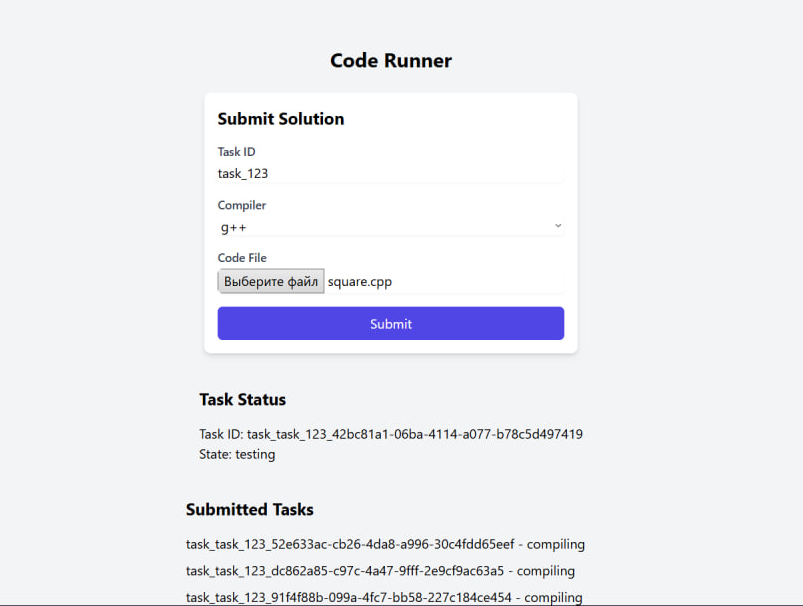 Code Runner
Submit Solution
Task ID
task_123
Compiler
g++
Code File
Выберите файл square.cpp
Submit
Task Status
Task ID: task_task_123_42bc81a1-06ba-4114-a077-b78c5d497419
State: testing
Submitted Tasks
task_task_123_52e633ac-cb26-4da8-a996-30c4fdd65eef - compiling
task_task_123_dc862a85-c97c-4a47-9fff-2e9cf9ac63a5 - compiling
task_task_123_91f4f88b-099a-4fc7-bb58-227c184ce454 - compiling